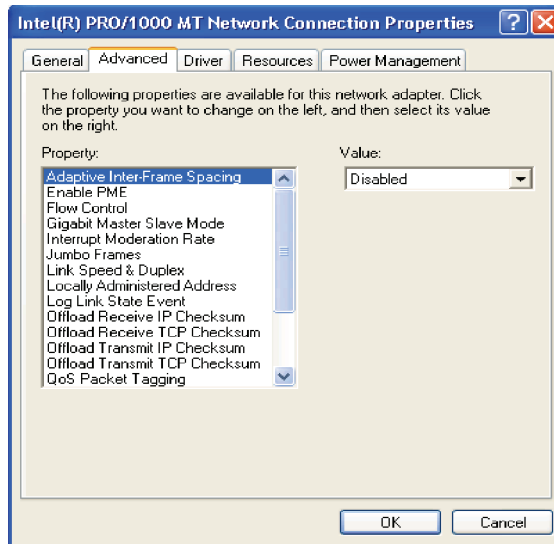 Intel(R) PRO/1000 MT Network Connection Properties
General Advanced Driver Resources Power Management
The following properties are available for this network adapter. Click
the property you want to change on the left, and then select its value
on the right.
Property:
Value:
Adaptive Inter-Frame Spacing
Disabled
Enable PME
Flow Control
Gigabit Master Slave Mode
Interrupt Moderation Rate
Jumbo Frames
Link Speed & Duplex
Locally Administered Address
Log Link State Event
Offload Receive IP Checksum
Offload Receive TCP Checksum
Offload Transmit IP Checksum
Offload Transmit TCP Checksum
QoS Packet Tagging
OK
Cancel